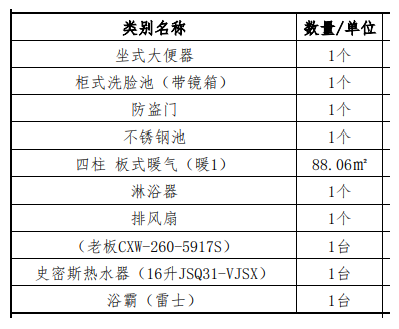 类别名称 数量/单位
坐式大便器 1个
柜式洗脸池（带镜箱） 1个
防盗门 1个
不锈钢池 1个
四柱 板式暖气（暖1） 88.06㎡
淋浴器 1个
排风扇 1个
（老板CXW-260-5917S） 1台
史密斯热水器（16升JSQ31-VJSX） 1台
浴霸（雷士） 1台